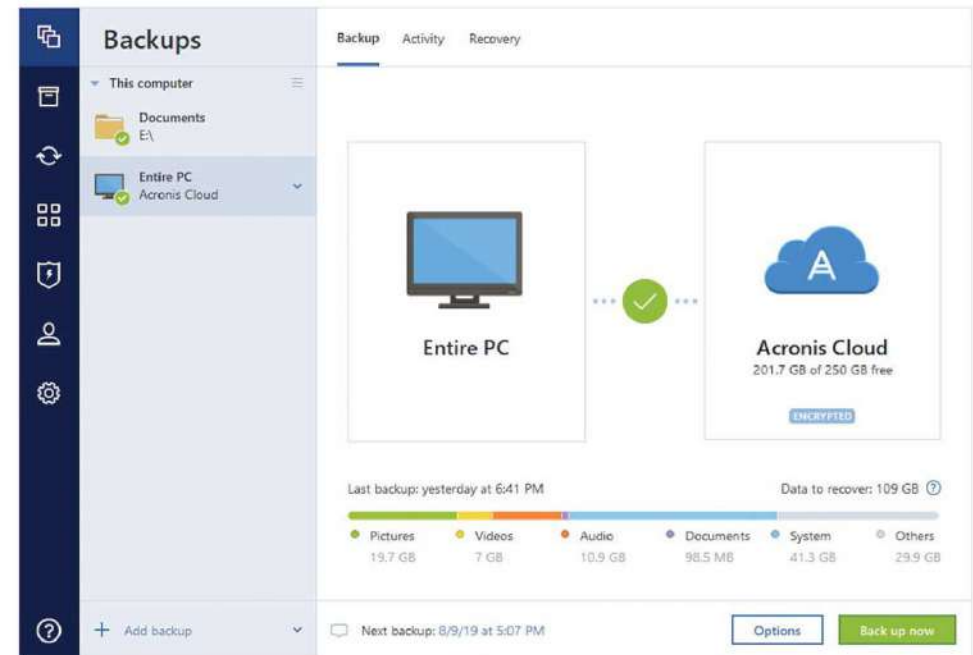 Backups
Backup Activity Recovery
This computer
Documents
E:\
Entire PC
Acronis Cloud
Entire PC
Acronis Cloud
201.7 GB of 250 GB free
ENCRYPTED
Last backup: yesterday at 6:41 PM
Data to recover: 109 GB ?
Pictures Videos Audio Documents System Others
19.7 GB 7 GB 10.9 GB 98.5 MB 41.3 GB 29.9 GB
? + Add backup
Next backup: 8/9/19 at 5:07 PM
Options
Back up now